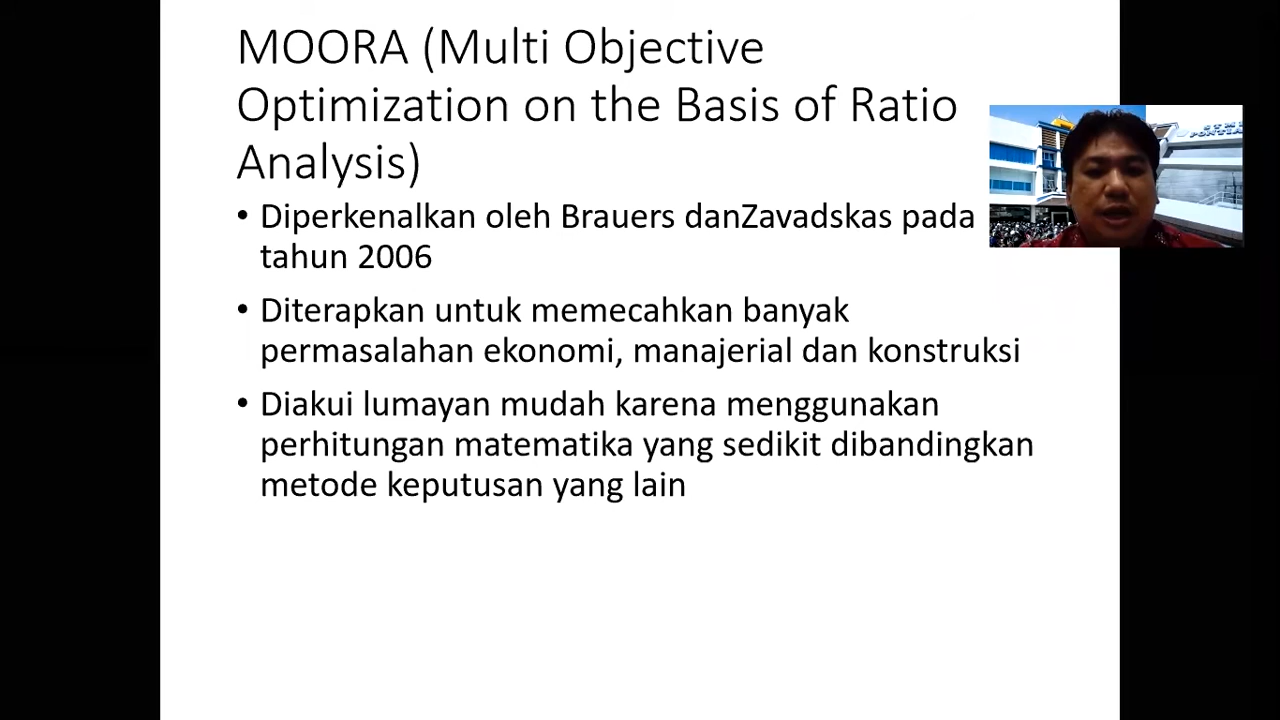 MOORA (Multi Objective
Optimization on the Basis of Ratio
Analysis)
• Diperkenalkan oleh Brauers danZavadskas pada
tahun 2006
• Diterapkan untuk memecahkan banyak
permasalahan ekonomi, manajerial dan konstruksi
• Diakui lumayan mudah karena menggunakan
perhitungan matematika yang sedikit dibandingkan
metode keputusan yang lain